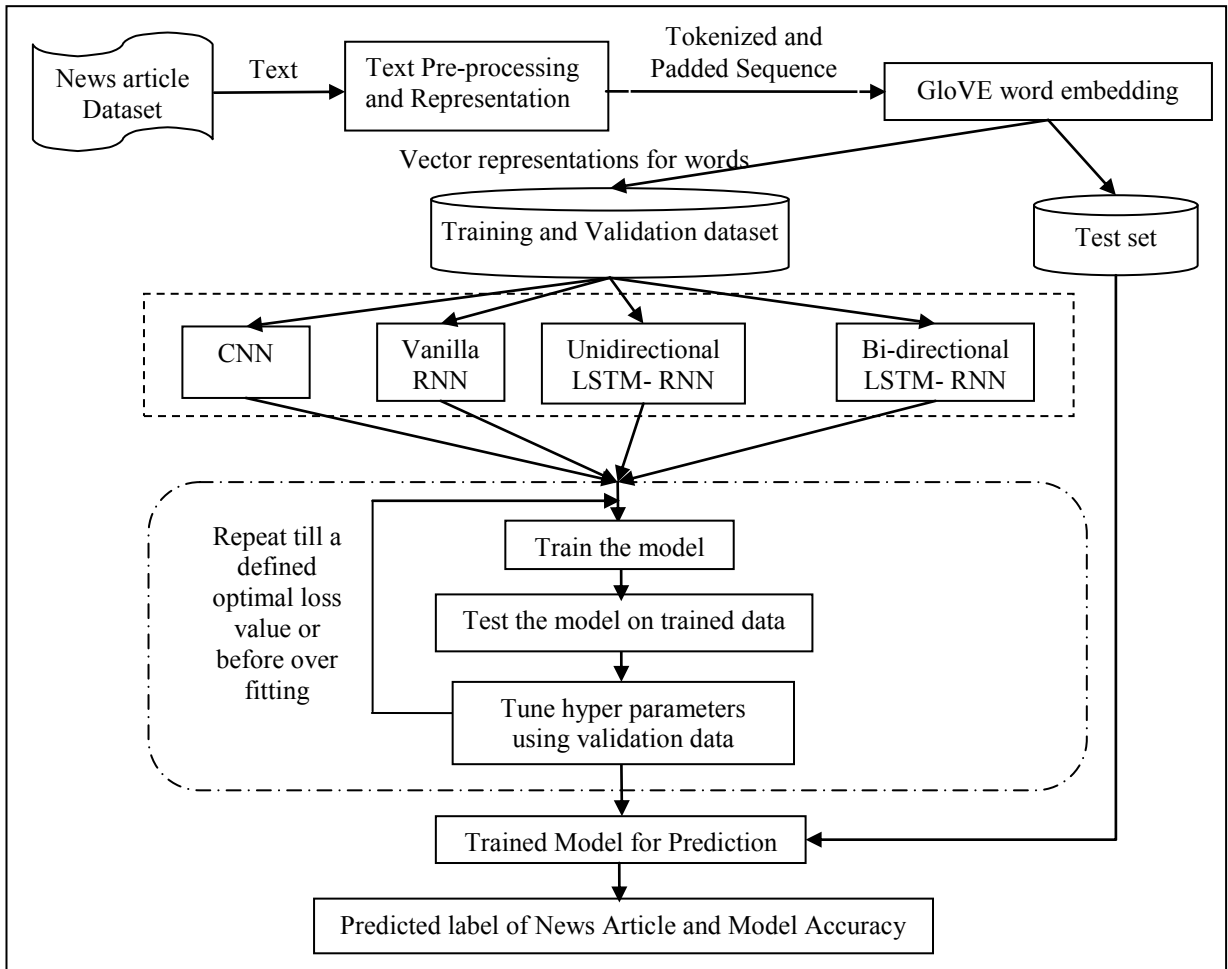 News article
Dataset
Text
Text Pre-processing
and Representation
Tokenized and
Padded Sequence
GloVE word embedding
Vector representations for words
Training and Validation dataset
Test set
CNN
Vanilla
RNN
Unidirectional
LSTM- RNN
Bi-directional
LSTM- RNN
Repeat till a
defined
optimal loss
value or
before over
fitting
Train the model
Test the model on trained data
Tune hyper parameters
using validation data
Trained Model for Prediction
Predicted label of News Article and Model Accuracy